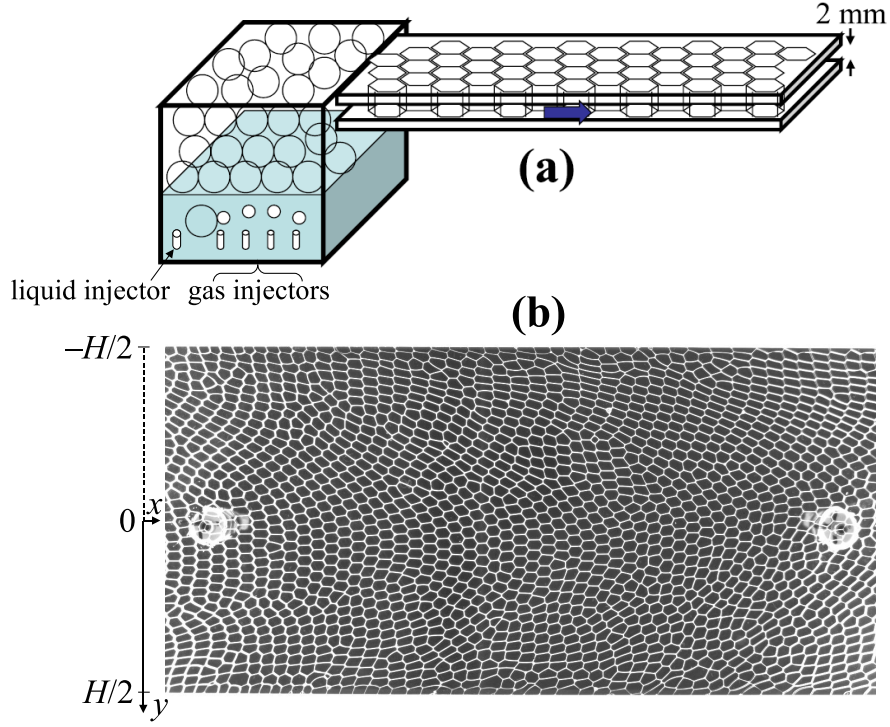 2 mm
(a)
liquid injector
gas injectors
(b)
−H/2
x
0
H/2
y